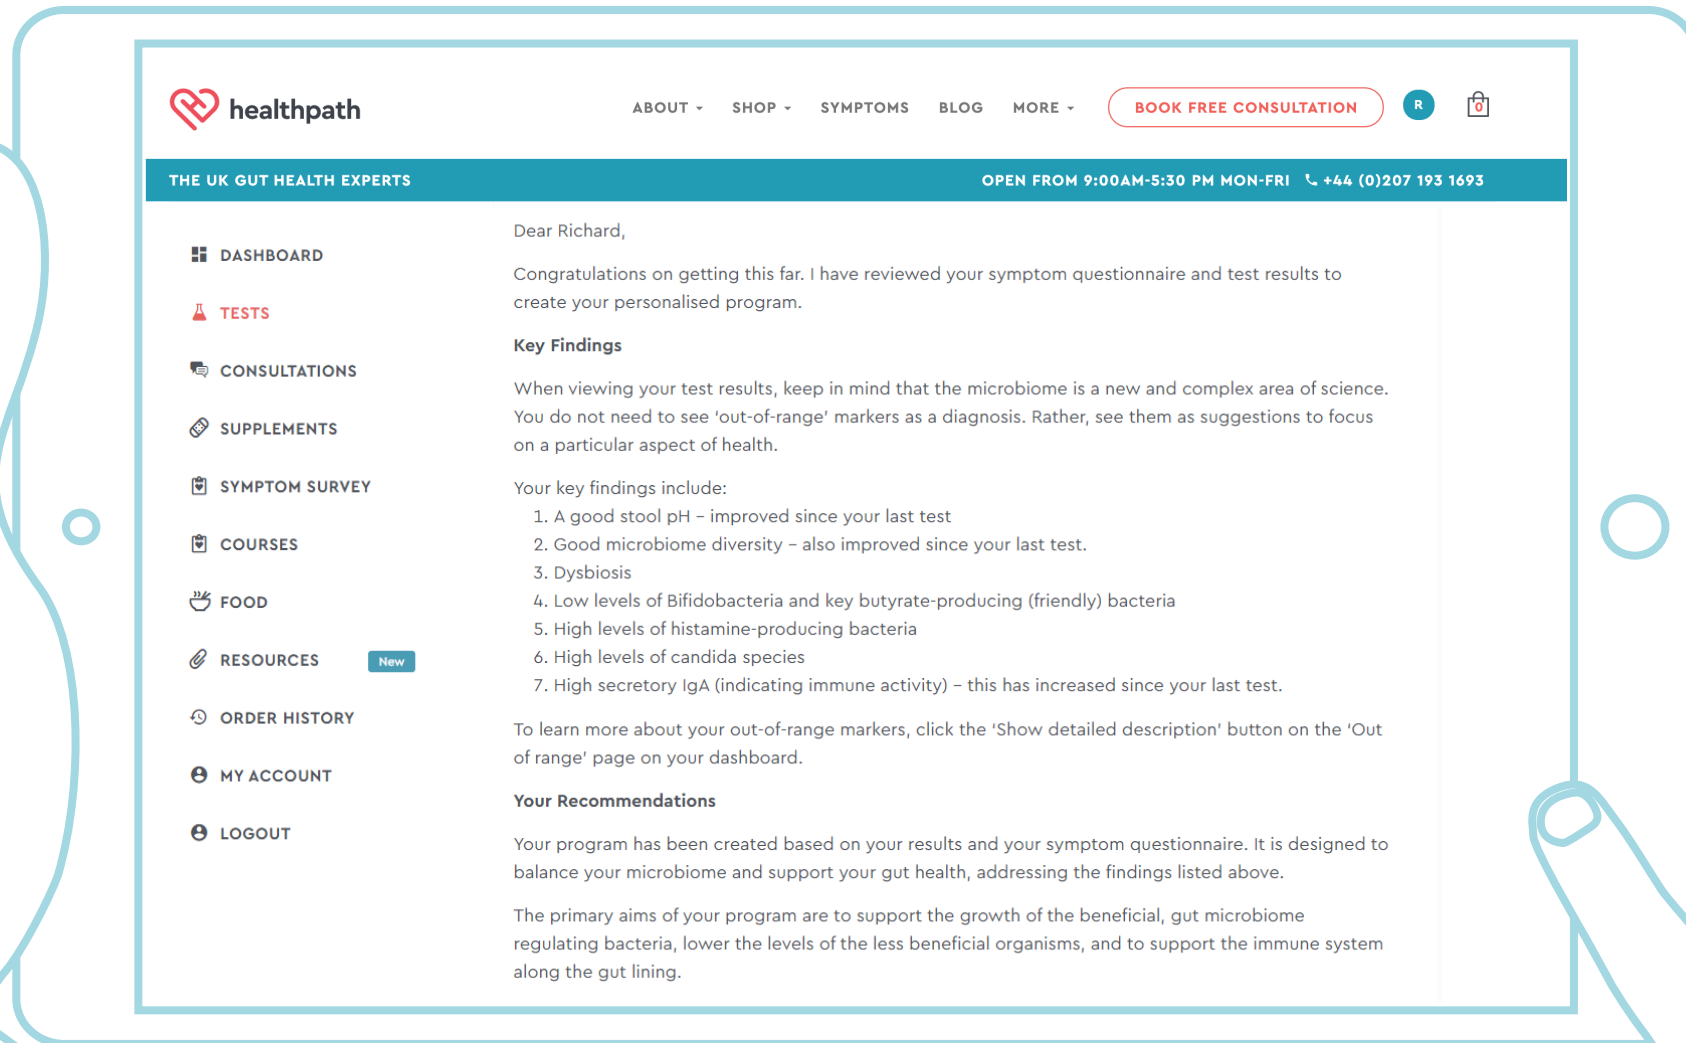 healthpath
ABOUT
SHOP
SYMPTOMS
BLOG
MORE
BOOK FREE CONSULTATION
R
0
THE UK GUT HEALTH EXPERTS
OPEN FROM 9:00AM-5:30 PM MON-FRI
+44 (0)207 193 1693
DASHBOARD
TESTS
CONSULTATIONS
SUPPLEMENTS
SYMPTOM SURVEY
COURSES
FOOD
RESOURCES
New
ORDER HISTORY
MY ACCOUNT
LOGOUT
Dear Richard,
Congratulations on getting this far. I have reviewed your symptom questionnaire and test results to
create your personalised program.
Key Findings
When viewing your test results, keep in mind that the microbiome is a new and complex area of science.
You do not need to see ‘out-of-range’ markers as a diagnosis. Rather, see them as suggestions to focus
on a particular aspect of health.
Your key findings include:
1. A good stool pH – improved since your last test
2. Good microbiome diversity – also improved since your last test.
3. Dysbiosis
4. Low levels of Bifidobacteria and key butyrate-producing (friendly) bacteria
5. High levels of histamine-producing bacteria
6. High levels of candida species
7. High secretory IgA (indicating immune activity) – this has increased since your last test.
To learn more about your out-of-range markers, click the ‘Show detailed description’ button on the ‘Out
of range’ page on your dashboard.
Your Recommendations
Your program has been created based on your results and your symptom questionnaire. It is designed to
balance your microbiome and support your gut health, addressing the findings listed above.
The primary aims of your program are to support the growth of the beneficial, gut microbiome
regulating bacteria, lower the levels of the less beneficial organisms, and to support the immune system
along the gut lining.